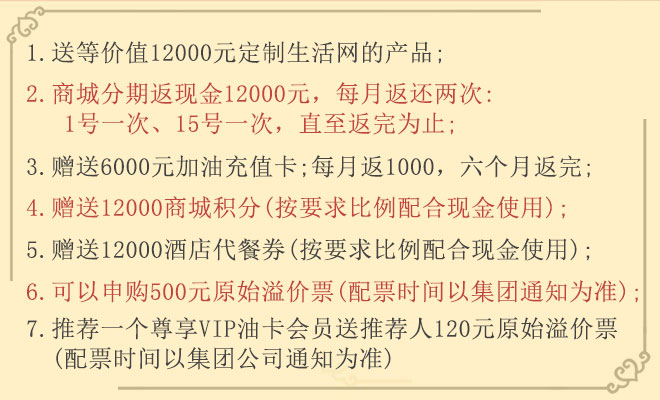 1.送等价值12000元定制生活网的产品;
2.商城分期返现金12000元，每月返还两次:
1号一次、15号一次，直至返完为止;
3.赠送6000元加油充值卡;每月返1000，六个月返完;
4.赠送12000商城积分(按要求比例配合现金使用);
5.赠送12000酒店代餐券(按要求比例配合现金使用);
6.可以申购500元原始溢价票(配票时间以集团通知为准);
7.推荐一个尊享VIP油卡会员送推荐人120元原始溢价票
(配票时间以集团公司通知为准)